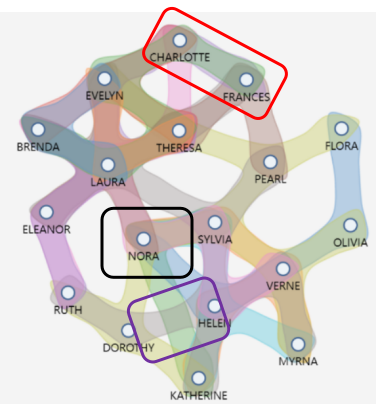 CHARLOTTE
EVELYN
FRANCES
BRENDA
THERESA
FLORA
LAURA
PEARL
ELEANOR
SYLVIA
OLIVIA
NORA
VERNE
RUTH
HELEN
DOROTHY
MYRNA
KATHERINE